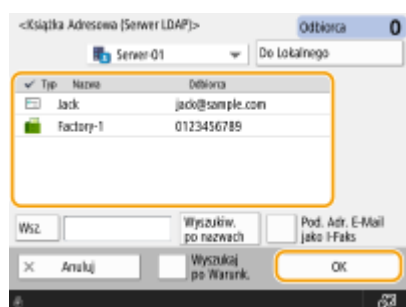 <Książka Adresowa (Serwer LDAP)>
Odbiorca 0
Serwer-01
Do Lokalnego
Typ Nazwa Odbiorca
Jack jack@sample.com
Factory-1 0123456789
Wsz.
Wyszukiw.
po nazwach
Pod. Adr. E-Mail
jako I-Faks
Anuluj
Wyszukaj
po Warunk.
OK